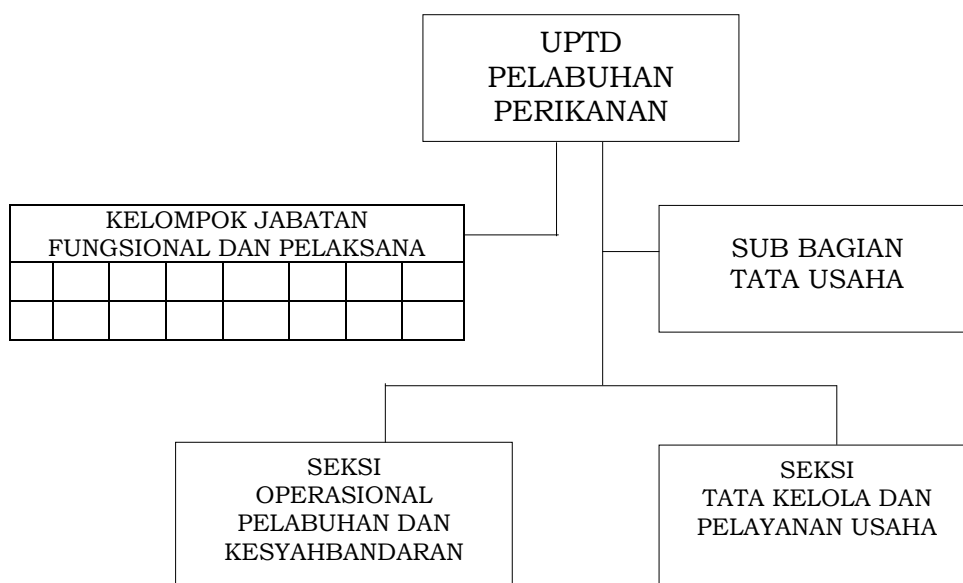 UPTD
PELABUHAN
PERIKANAN
KELOMPOK JABATAN
FUNGSIONAL DAN PELAKSANA
SUB BAGIAN
TATA USAHA
SEKSI
OPERASIONAL
PELABUHAN DAN
KESYAHBANDARAN
SEKSI
TATA KELOLA DAN
PELAYANAN USAHA